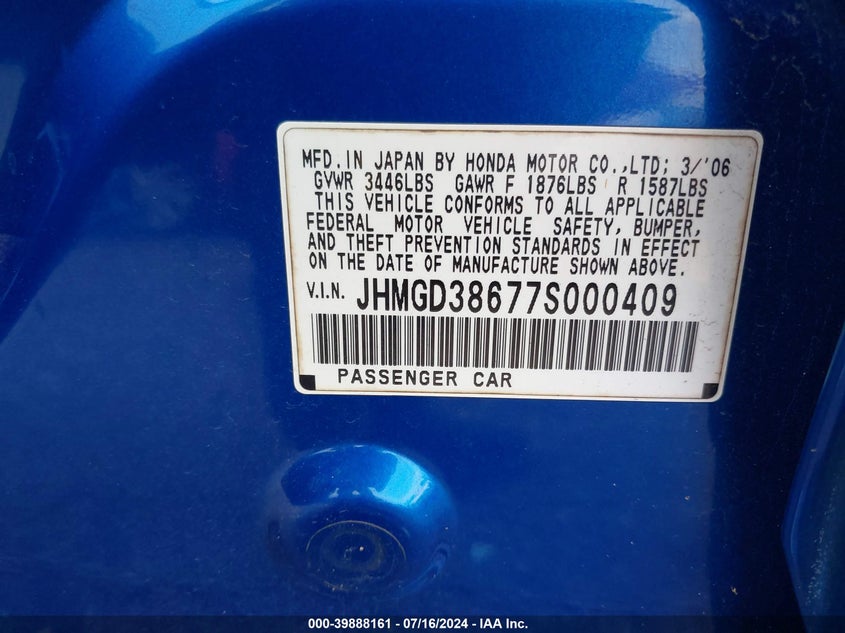 MFD.IN JAPAN BY HONDA MOTOR CO.,LTD; 3/'06
GVWR 3446LBS GAWR F 1876LBS R 1587LBS
THIS VEHICLE CONFORMS TO ALL APPLICABLE
FEDERAL MOTOR VEHICLE SAFETY, BUMPER,
AND THEFT PREVENTION STANDARDS IN EFFECT
ON THE DATE OF MANUFACTURE SHOWN ABOVE.
V.I.N. JHMGD38677S000409
PASSENGER CAR
000-39888161 - 07/16/2024 - IAA Inc.